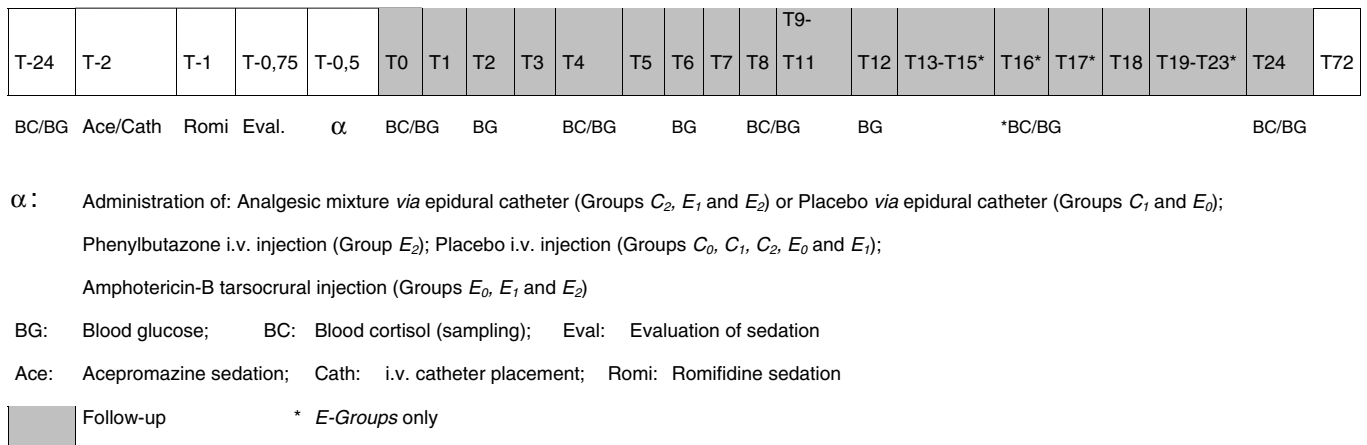 T9-
T-24 T-2 T-1 T-0,75 T-0,5 T0 T1 T2 T3 T4 T5 T6 T7 T8 T11 T12 T13-T15* T16* T17* T18 T19-T23* T24 T72
BC/BG Ace/Cath Romi Eval. α BC/BG BG BC/BG BG BC/BG BG *BC/BG BC/BG
α: Administration of: Analgesic mixture via epidural catheter (Groups C2, E1 and E2) or Placebo via epidural catheter (Groups C1 and E0);
Phenylbutazone i.v. injection (Group E2); Placebo i.v. injection (Groups C0, C1, C2, E0 and E1);
Amphotericin-B tarsocrural injection (Groups E0, E1 and E2)
BG: Blood glucose; BC: Blood cortisol (sampling); Eval: Evaluation of sedation
Ace: Acepromazine sedation; Cath: i.v. catheter placement; Romi: Romifidine sedation
Follow-up * E-Groups only